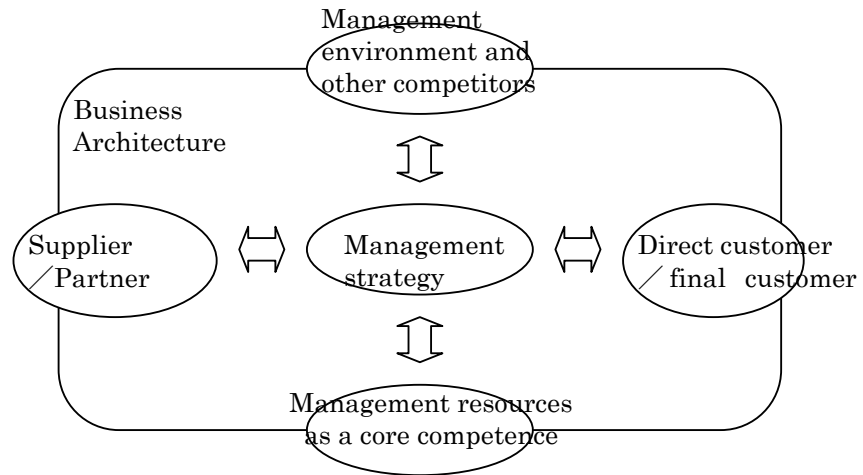 Management
environment and
other competitors
Business
Architecture
Supplier
／Partner
Management
strategy
Direct customer
／ final customer
Management resources
as a core competence